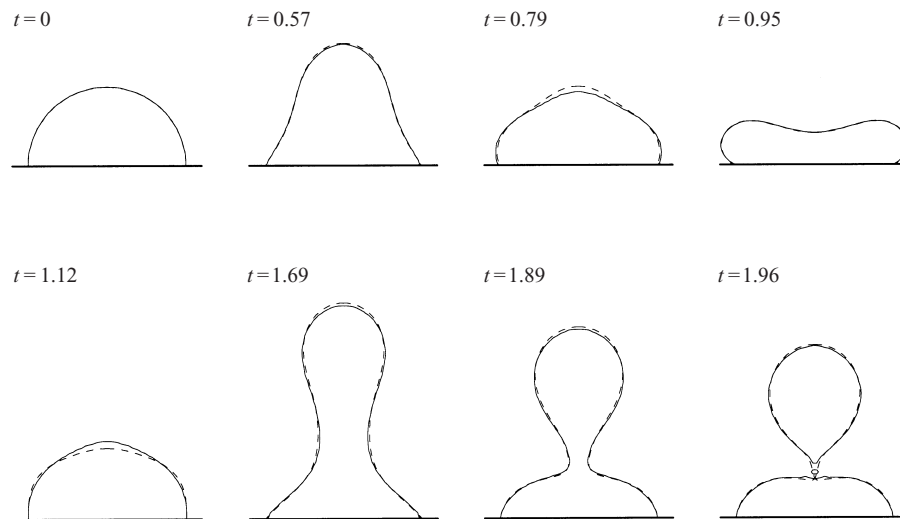 t = 0
t = 0.57
t = 0.79
t = 0.95
t = 1.12
t = 1.69
t = 1.89
t = 1.96